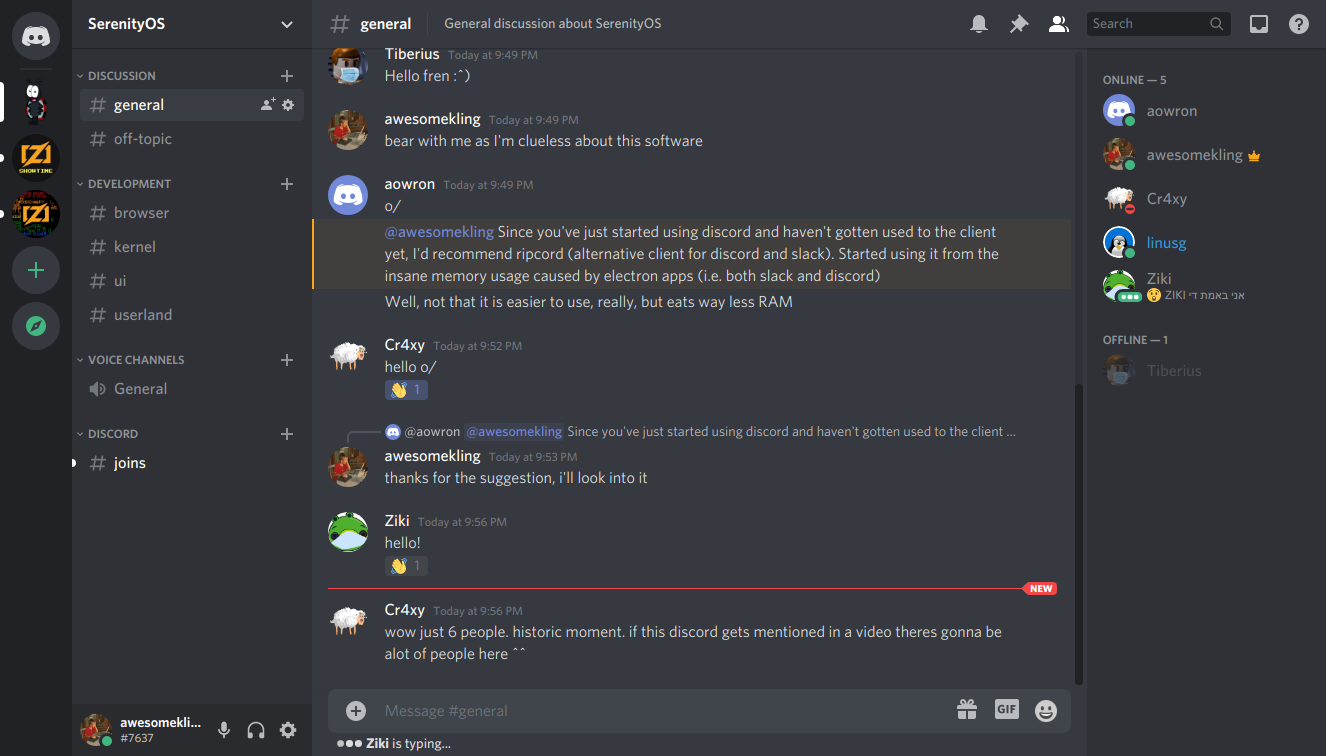 SerenityOS
DISCUSSION
general
off-topic
DEVELOPMENT
browser
kernel
ui
userland
VOICE CHANNELS
General
DISCORD
joins
awesomekli...
#7637
general
General discussion about SerenityOS
Search
Tiberius Today at 9:49 PM
Hello fren :^)
awesomekling Today at 9:49 PM
bear with me as I'm clueless about this software
aowron Today at 9:49 PM
o/
@awesomekling Since you've just started using discord and haven't gotten used to the client
yet, I'd recommend ripcord (alternative client for discord and slack). Started using it from the
insane memory usage caused by electron apps (i.e. both slack and discord)
Well, not that it is easier to use, really, but eats way less RAM
Cr4xy Today at 9:52 PM
hello o/
👋 1
@aowron @awesomekling Since you've just started using discord and haven't gotten used to the client ...
awesomekling Today at 9:53 PM
thanks for the suggestion, i'll look into it
Ziki Today at 9:56 PM
hello!
👋 1
NEW
Cr4xy Today at 9:56 PM
wow just 6 people. historic moment. if this discord gets mentioned in a video theres gonna be
alot of people here ^^
Message #general
GIF
Ziki is typing...
ONLINE — 5
aowron
awesomekling
Cr4xy
linusg
Ziki
😲 ZIKI אני באמת די
OFFLINE — 1
Tiberius